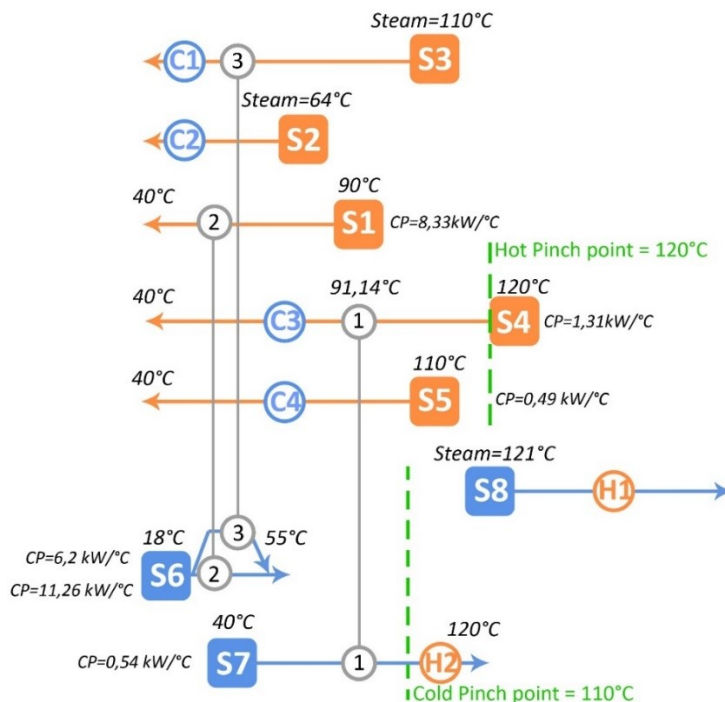 Steam=110°C
C1
3
S3
Steam=64°C
C2
S2
40°C
90°C
2
S1
CP=8,33kW/°C
Hot Pinch point = 120°C
40°C
91,14°C
120°C
C3
1
S4
CP=1,31kW/°C
40°C
110°C
C4
S5
CP=0,49 kW/°C
Steam=121°C
S8
H1
18°C
3
55°C
CP=6,2 kW/°C
S6
2
CP=11,26 kW/°C
40°C
120°C
CP=0,54 kW/°C
S7
1
H2
Cold Pinch point = 110°C